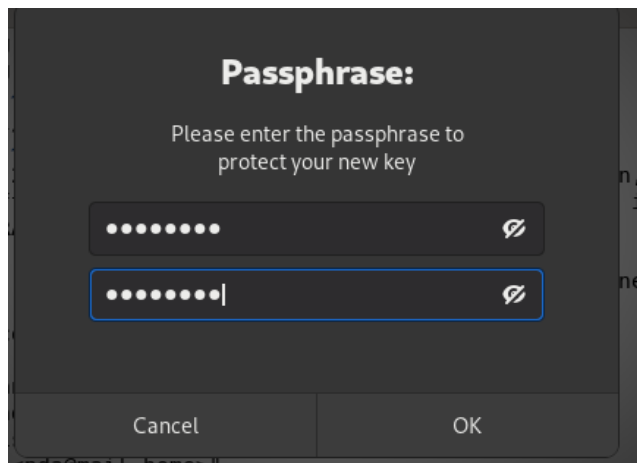 Passphrase:
Please enter the passphrase to
protect your new key
●●●●●●●●
●●●●●●●●
Cancel
OK